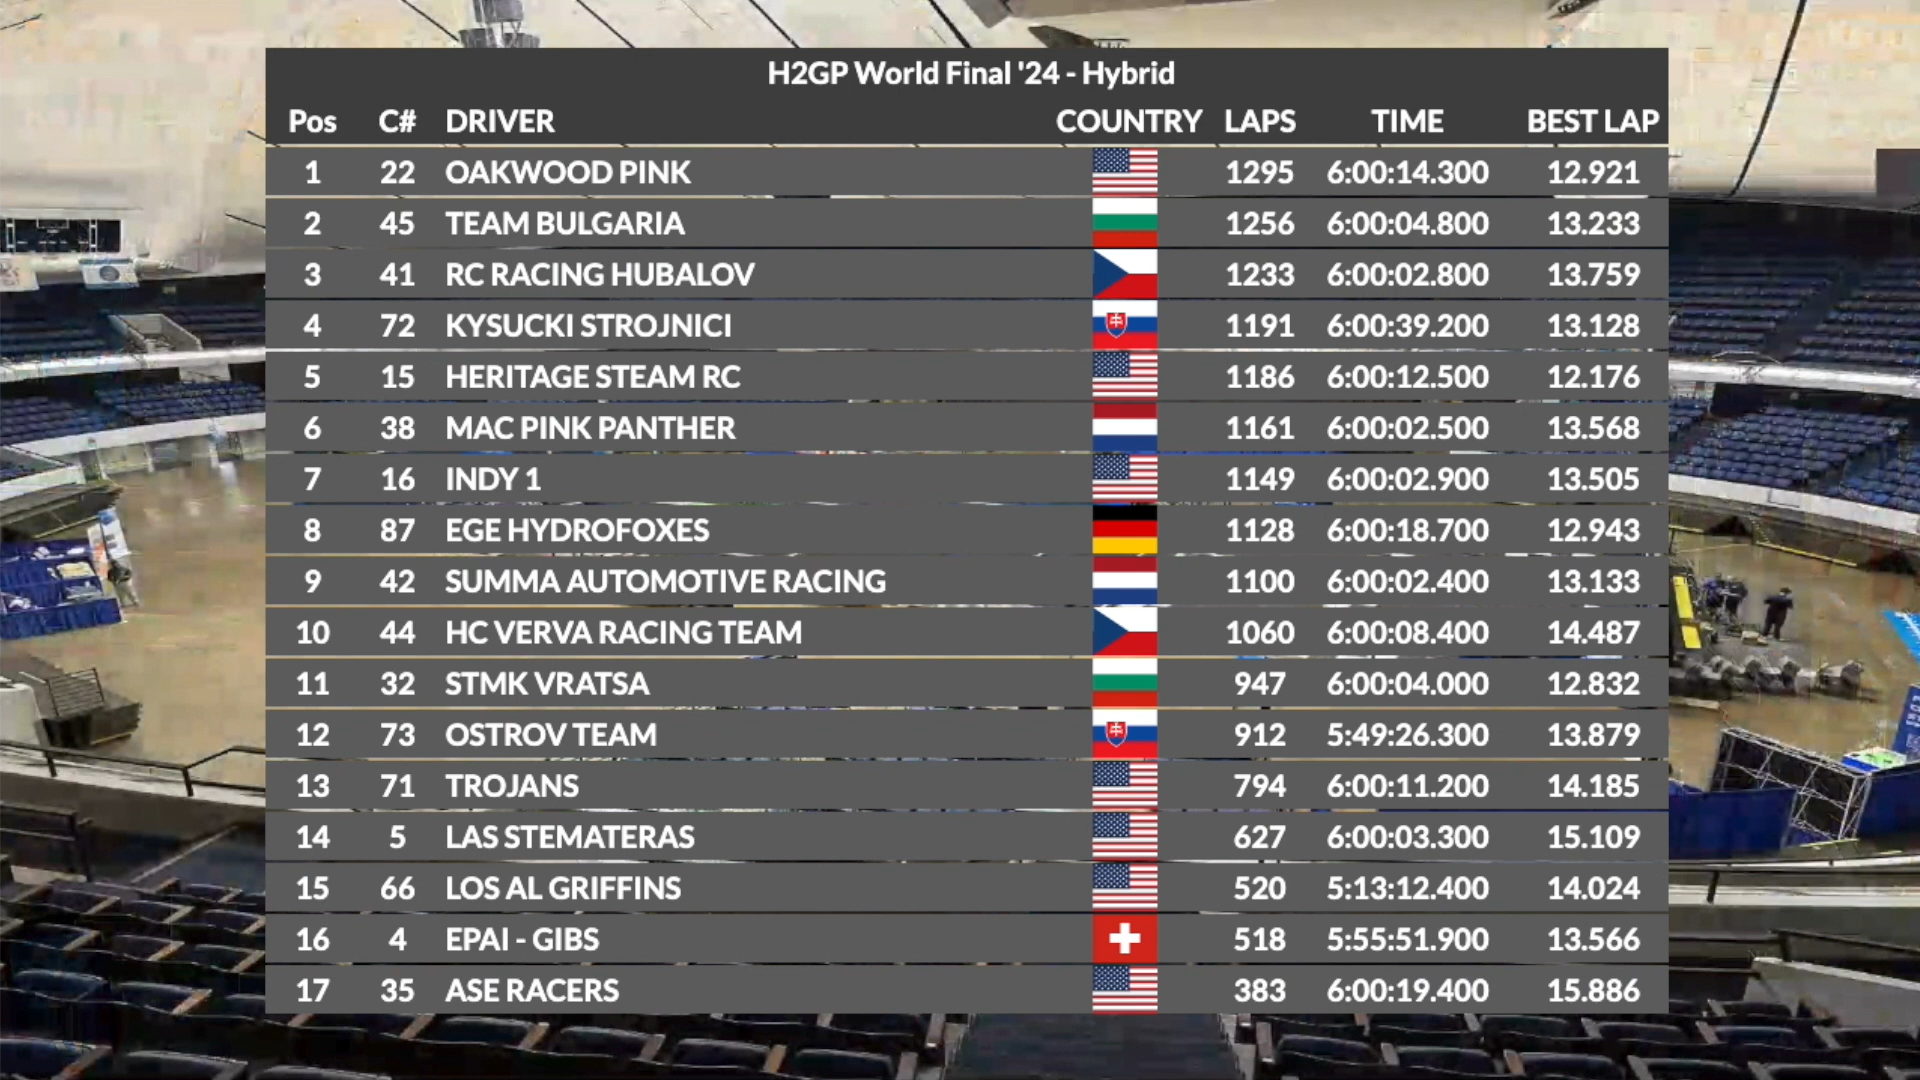 H2GP World Final '24 - Hybrid
Pos C# DRIVER COUNTRY LAPS TIME BEST LAP
1 22 OAKWOOD PINK 1295 6:00:14.300 12.921
2 45 TEAM BULGARIA 1256 6:00:04.800 13.233
3 41 RC RACING HUBALOV 1233 6:00:02.800 13.759
4 72 KYSUCKI STROJNICI 1191 6:00:39.200 13.128
5 15 HERITAGE STEAM RC 1186 6:00:12.500 12.176
6 38 MAC PINK PANTHER 1161 6:00:02.500 13.568
7 16 INDY 1 1149 6:00:02.900 13.505
8 87 EGE HYDROFOXES 1128 6:00:18.700 12.943
9 42 SUMMA AUTOMOTIVE RACING 1100 6:00:02.400 13.133
10 44 HC VERVA RACING TEAM 1060 6:00:08.400 14.487
11 32 STMK VRATSA 947 6:00:04.000 12.832
12 73 OSTROV TEAM 912 5:49:26.300 13.879
13 71 TROJANS 794 6:00:11.200 14.185
14 5 LAS STEMATERAS 627 6:00:03.300 15.109
15 66 LOS AL GRIFFINS 520 5:13:12.400 14.024
16 4 EPAI - GIBS 518 5:55:51.900 13.566
17 35 ASE RACERS 383 6:00:19.400 15.886